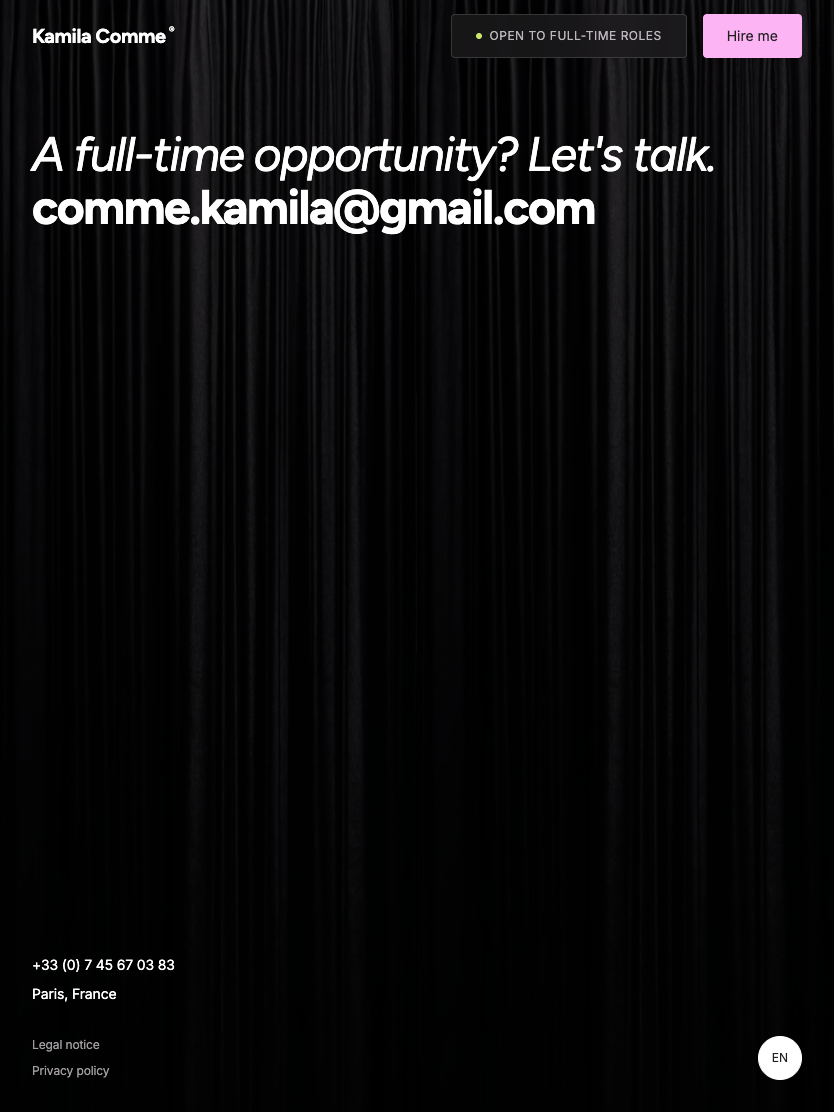 Kamila Comme®
OPEN TO FULL-TIME ROLES
Hire me
A full-time opportunity? Let's talk.
comme.kamila@gmail.com
+33 (0) 7 45 67 03 83
Paris, France
Legal notice
Privacy policy
EN